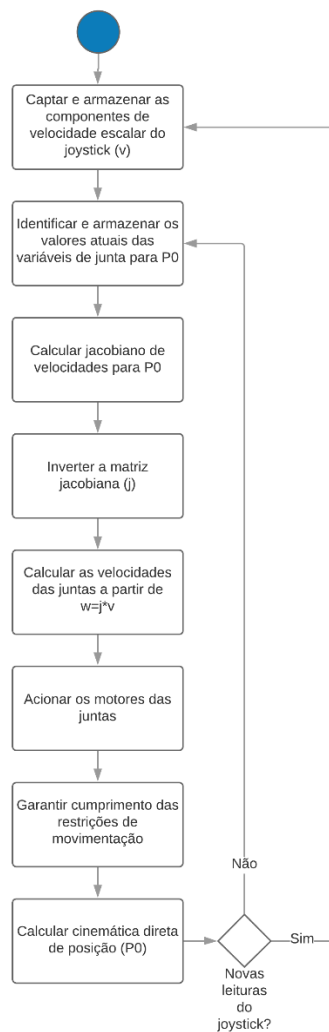 Captar e armazenar as
componentes de
velocidade escalar do
joystick (v)
Identificar e armazenar os
valores atuais das
variáveis de junta para P0
Calcular jacobiano de
velocidades para P0
Inverter a matriz
jacobiana (j)
Calcular as velocidades
das juntas a partir de
w=j*v
Acionar os motores das
juntas
Garantir cumprimento das
restrições de
movimentação
Calcular cinemática direta
de posição (P0)
Não
Sim
Novas
leituras
do
joystick?